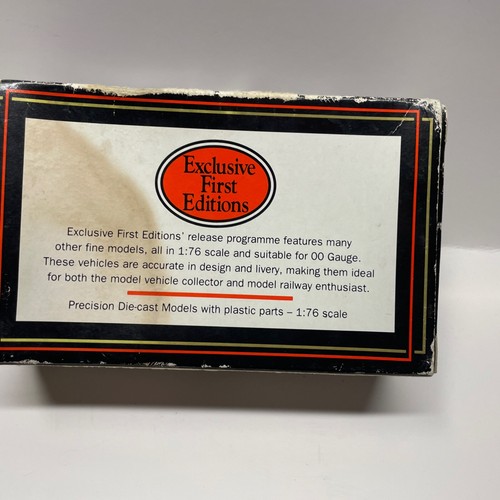 Exclusive
First
Editions
Exclusive First Editions' release programme features many
other fine models, all in 1:76 scale and suitable for 00 Gauge.
These vehicles are accurate in design and livery, making them ideal
for both the model vehicle collector and model railway enthusiast.
Precision Die-cast Models with plastic parts – 1:76 scale